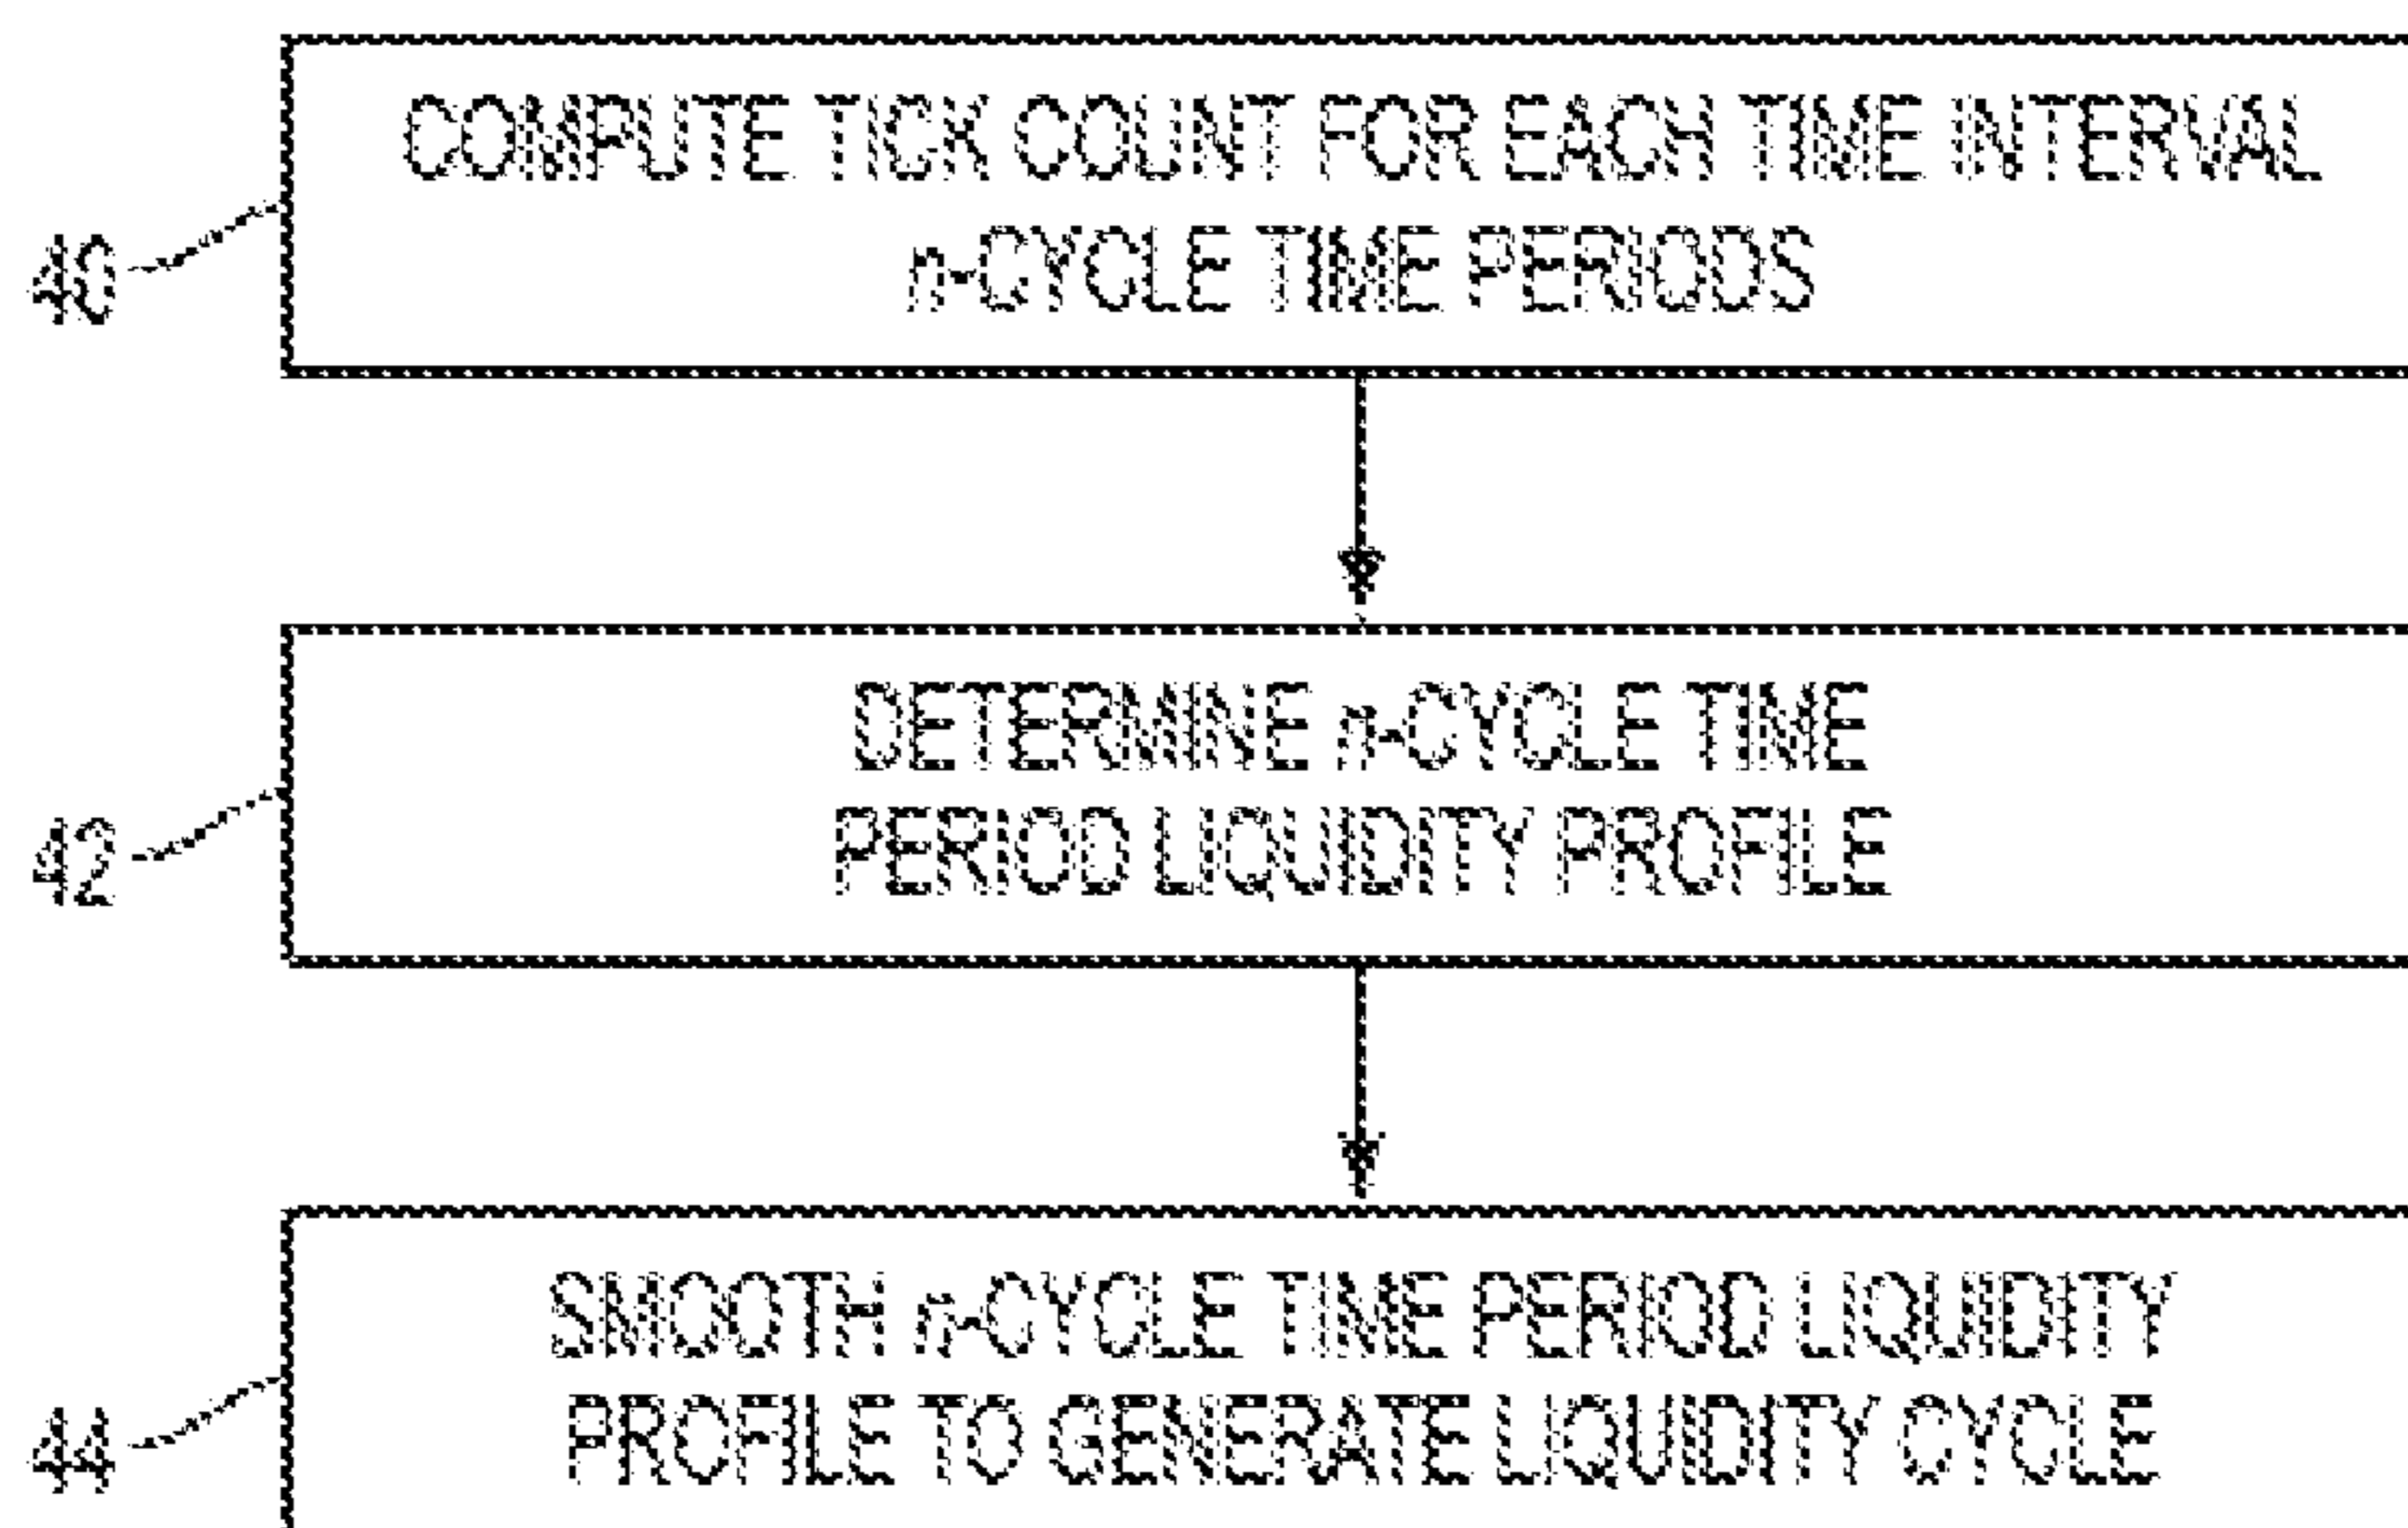 COMPUTE TICK COUNT FOR EACH TIME INTERVAL
n-CYCLE TIME PERIODS
40
DETERMINE n-CYCLE TIME
PERIOD LIQUIDITY PROFILE
42
SMOOTH n-CYCLE TIME PERIOD LIQUIDITY
PROFILE TO GENERATE LIQUIDITY CYCLE
44